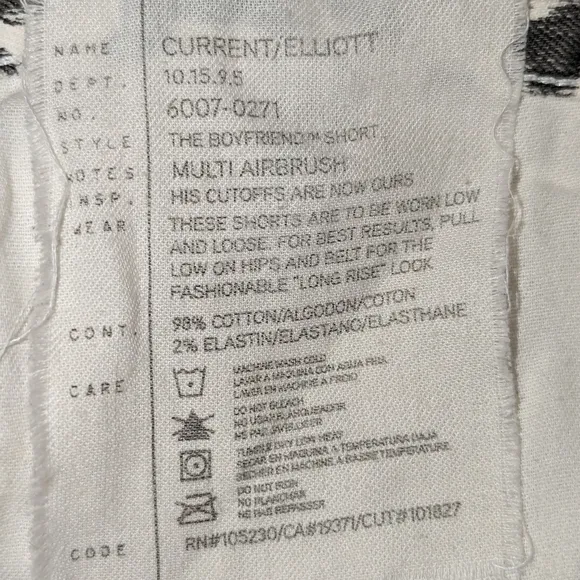 NAME CURRENT/ELLIOTT
DEPT. 10.15.9.5
NO. 6007-0271
STYLE THE BOYFRIEND™ SHORT
NOTES MULTI AIRBRUSH
INSP. HIS CUTOFFS ARE NOW OURS
WEAR THESE SHORTS ARE TO BE WORN LOW
AND LOOSE. FOR BEST RESULTS, PULL
LOW ON HIPS AND BELT FOR THE
FASHIONABLE "LONG RISE" LOOK
CONT. 98% COTTON/ALGODON/COTON
2% ELASTIN/ELASTANO/ELASTHANE
CARE MACHINE WASH COLD
LAVAR A MAQUINA CON AGUA FRIA
LAVER EN MACHINE A FROID
DO NOT BLEACH
NO USAR BLANQUEADOR
NE PAS JAVELLISER
TUMBLE DRY LOW HEAT
SECAR EN MAQUINA A TEMPERATURA BAJA
SECHER EN MACHINE A BASSE TEMPERATURE
DO NOT IRON
NO PLANCHAR
NE PAS REPASSER
CODE RN#105230/CA#19371/CUT#101827